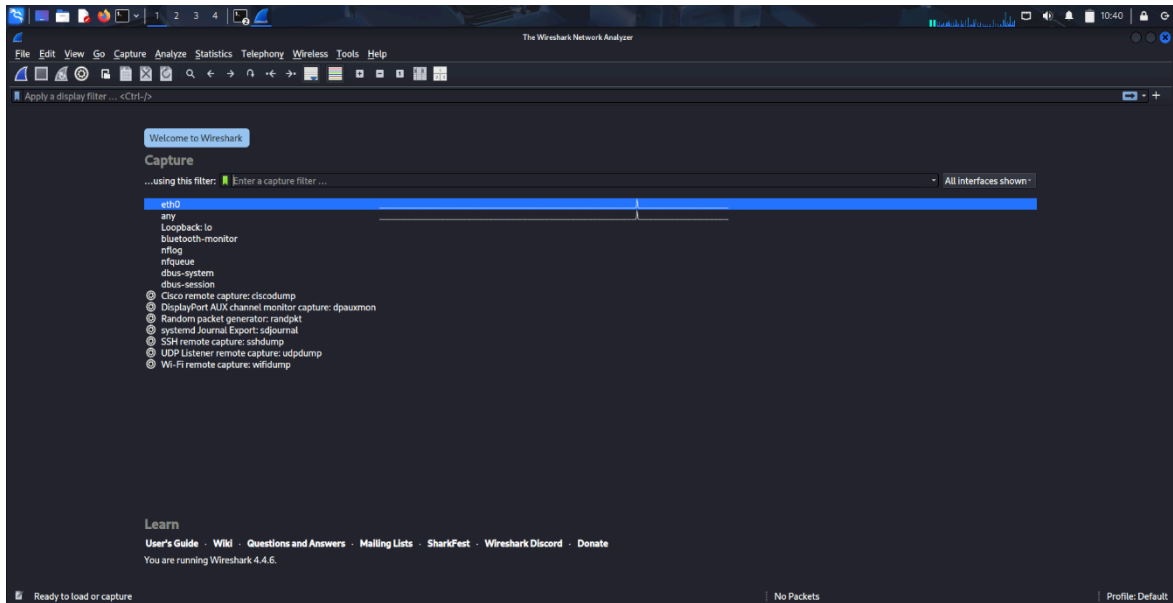 1 2 3 4 2 10:40
The Wireshark Network Analyzer
File Edit View Go Capture Analyze Statistics Telephony Wireless Tools Help
Apply a display filter ... <Ctrl-/>
Welcome to Wireshark
Capture
...using this filter: Enter a capture filter ... All interfaces shown
eth0
any
Loopback: lo
bluetooth-monitor
nflog
nfqueue
dbus-system
dbus-session
Cisco remote capture: ciscodump
DisplayPort AUX channel monitor capture: dpauxmon
Random packet generator: randpkt
systemd Journal Export: sdjournal
SSH remote capture: sshdump
UDP Listener remote capture: udpdump
Wi-Fi remote capture: wifidump
Learn
User's Guide · Wiki · Questions and Answers · Mailing Lists · SharkFest · Wireshark Discord · Donate
You are running Wireshark 4.4.6.
Ready to load or capture No Packets Profile: Default